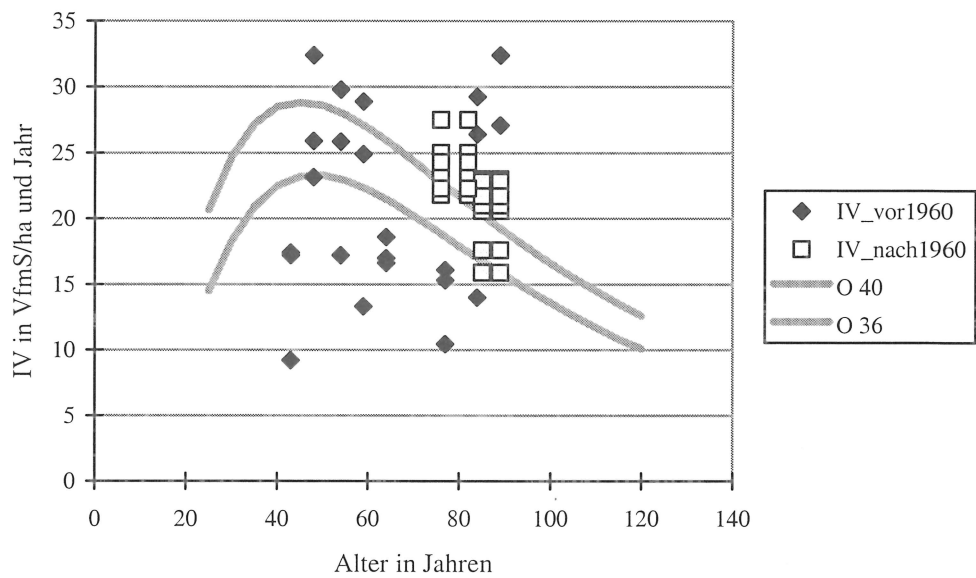 35
30
25
20
15
10
5
0
IV in VfmS/ha und Jahr
0 20 40 60 80 100 120 140
Alter in Jahren
IV_vor1960
IV_nach1960
O 40
O 36